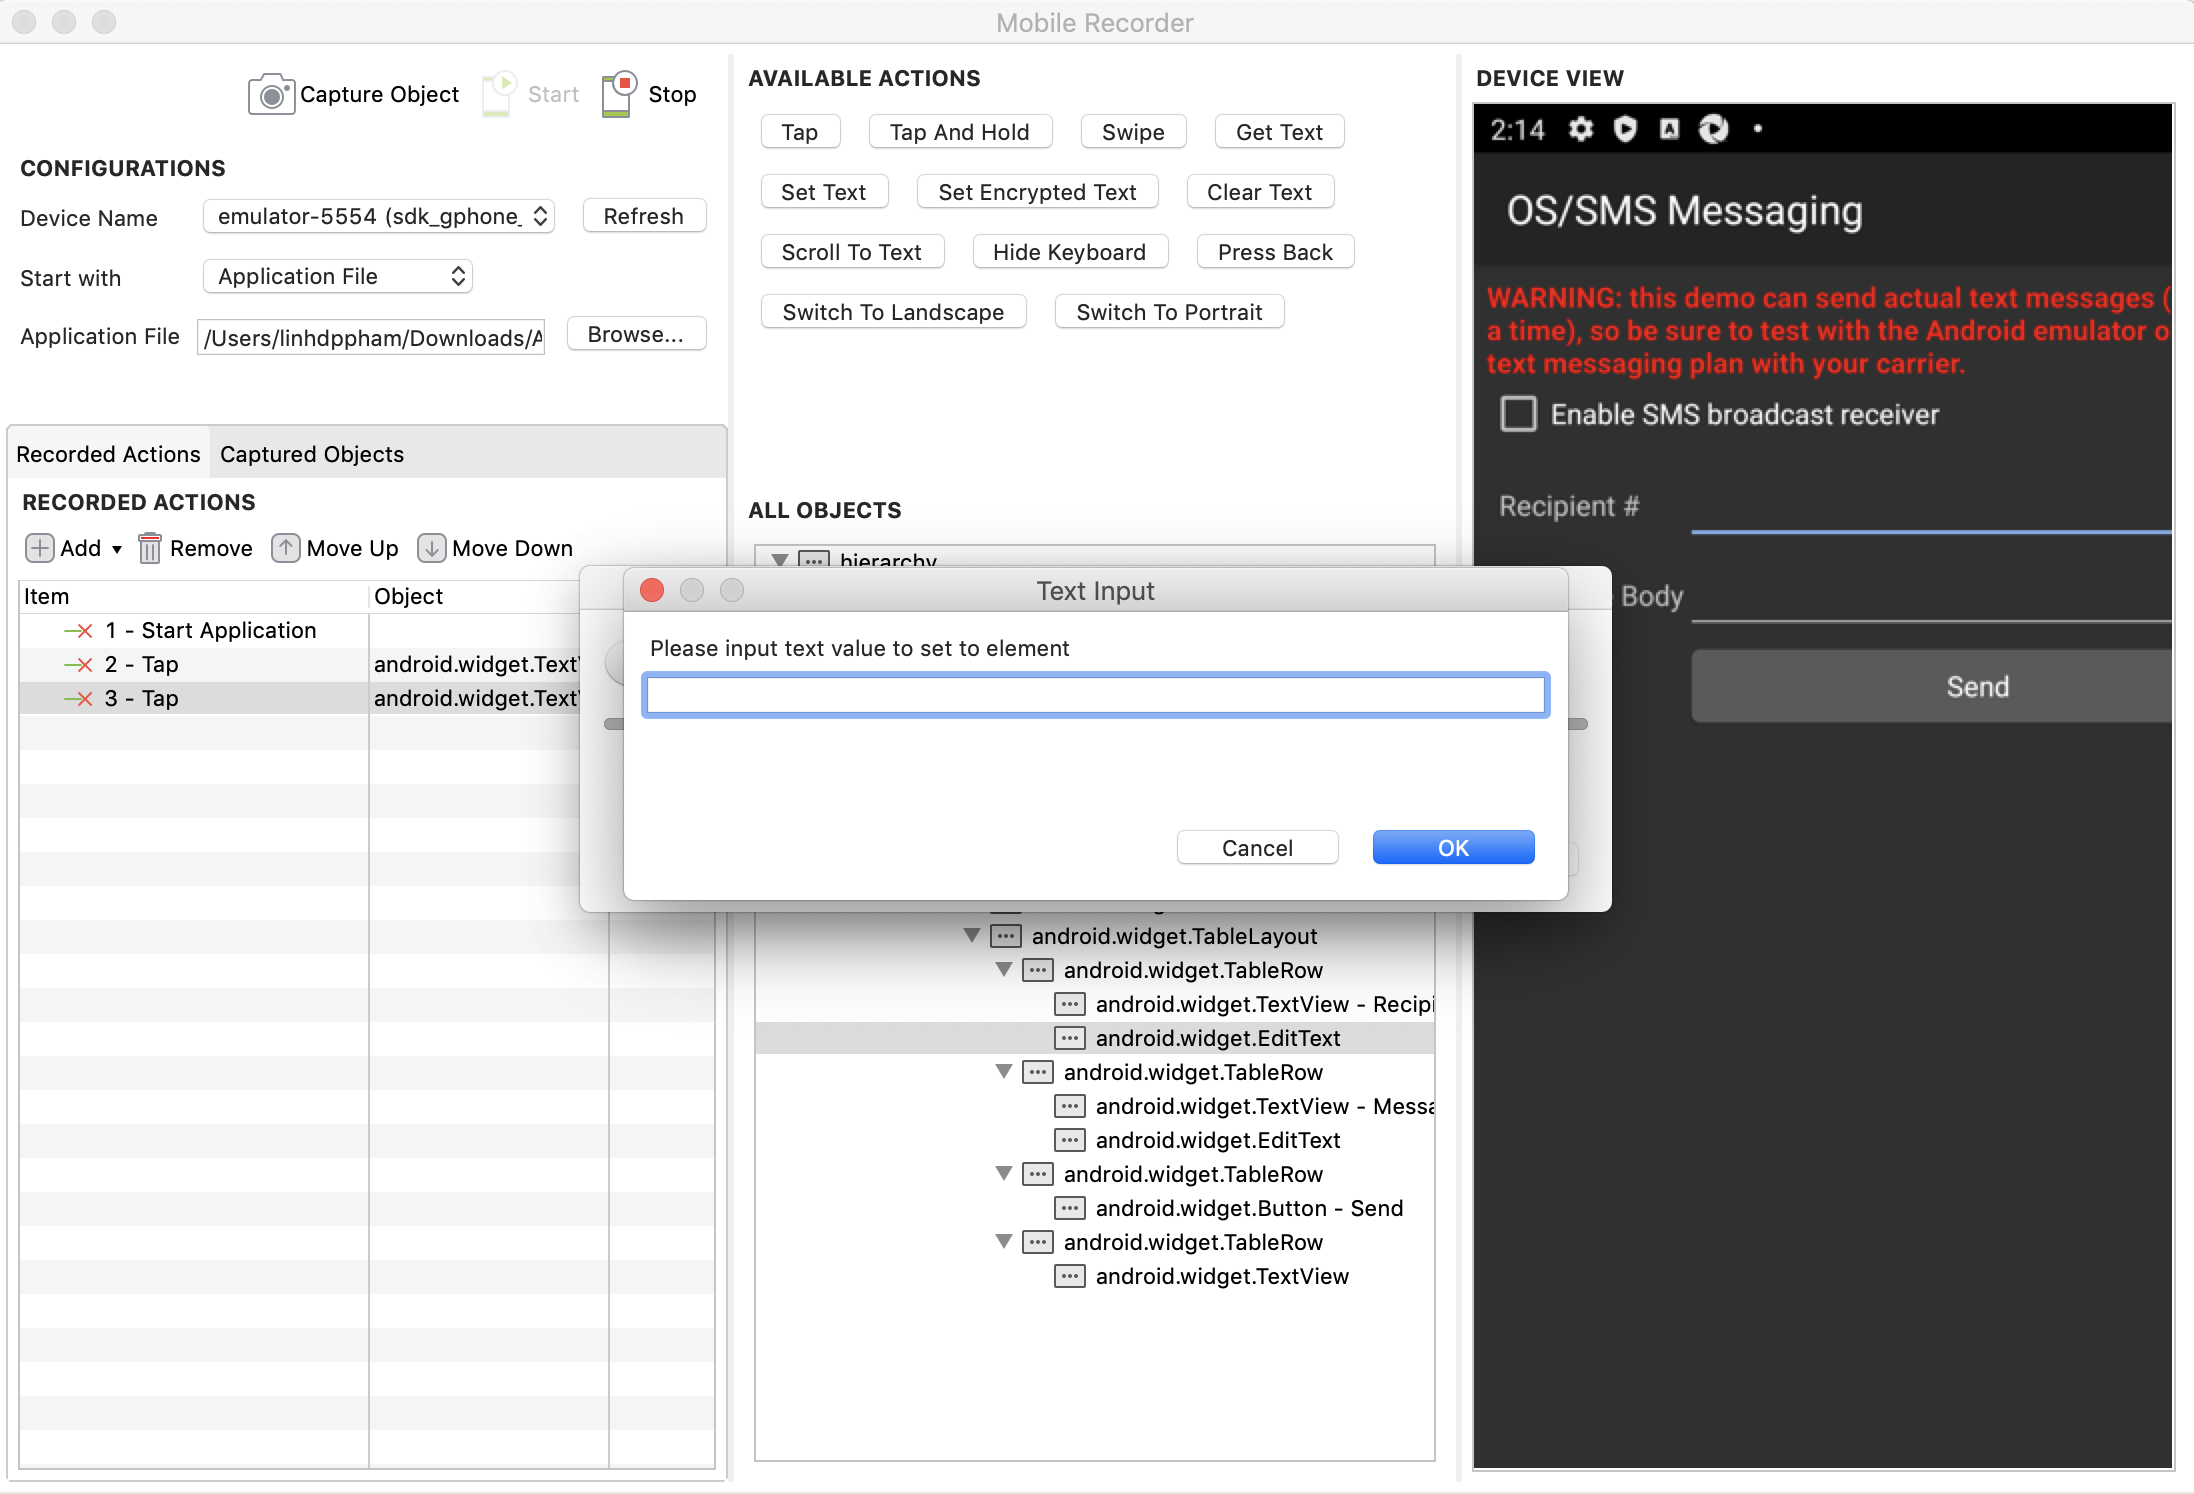 Mobile Recorder
Capture Object
Start
Stop
CONFIGURATIONS
Device Name
emulator-5554 (sdk_gphone_
Refresh
Start with
Application File
Application File
/Users/linhdppham/Downloads/A
Browse...
Recorded Actions
Captured Objects
RECORDED ACTIONS
Add
Remove
Move Up
Move Down
Item
Object
1 - Start Application
2 - Tap
android.widget.Text
3 - Tap
android.widget.Text
AVAILABLE ACTIONS
Tap
Tap And Hold
Swipe
Get Text
Set Text
Set Encrypted Text
Clear Text
Scroll To Text
Hide Keyboard
Press Back
Switch To Landscape
Switch To Portrait
ALL OBJECTS
hierarchy
Text Input
Please input text value to set to element
Cancel
OK
android.widget.TableLayout
android.widget.TableRow
android.widget.TextView - Recipi
android.widget.EditText
android.widget.TableRow
android.widget.TextView - Messa
android.widget.EditText
android.widget.TableRow
android.widget.Button - Send
android.widget.TableRow
android.widget.TextView
DEVICE VIEW
2:14
OS/SMS Messaging
WARNING: this demo can send actual text messages (
a time), so be sure to test with the Android emulator o
text messaging plan with your carrier.
Enable SMS broadcast receiver
Recipient #
Body
Send